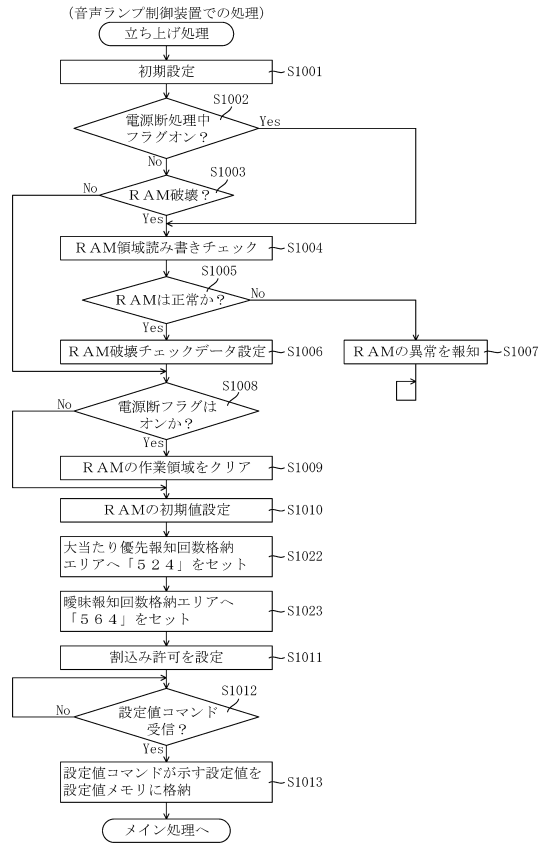 (音声ランプ制御装置での処理)
立ち上げ処理
初期設定
S1001
S1002
電源断処理中
フラグオン?
Yes
No
S1003
RAM破壊?
No
Yes
RAM領域読み書きチェック
S1004
S1005
RAMは正常か?
No
Yes
RAM破壊チェックデータ設定
S1006
RAMの異常を報知
S1007
S1008
電源断フラグは
オンか?
No
Yes
RAMの作業領域をクリア
S1009
RAMの初期値設定
S1010
大当たり優先報知回数格納
エリアへ「524」をセット
S1022
曖昧報知回数格納エリアへ
「564」をセット
S1023
割込み許可を設定
S1011
S1012
設定値コマンド
受信?
No
Yes
設定値コマンドが示す設定値を
設定値メモリに格納
S1013
メイン処理へ